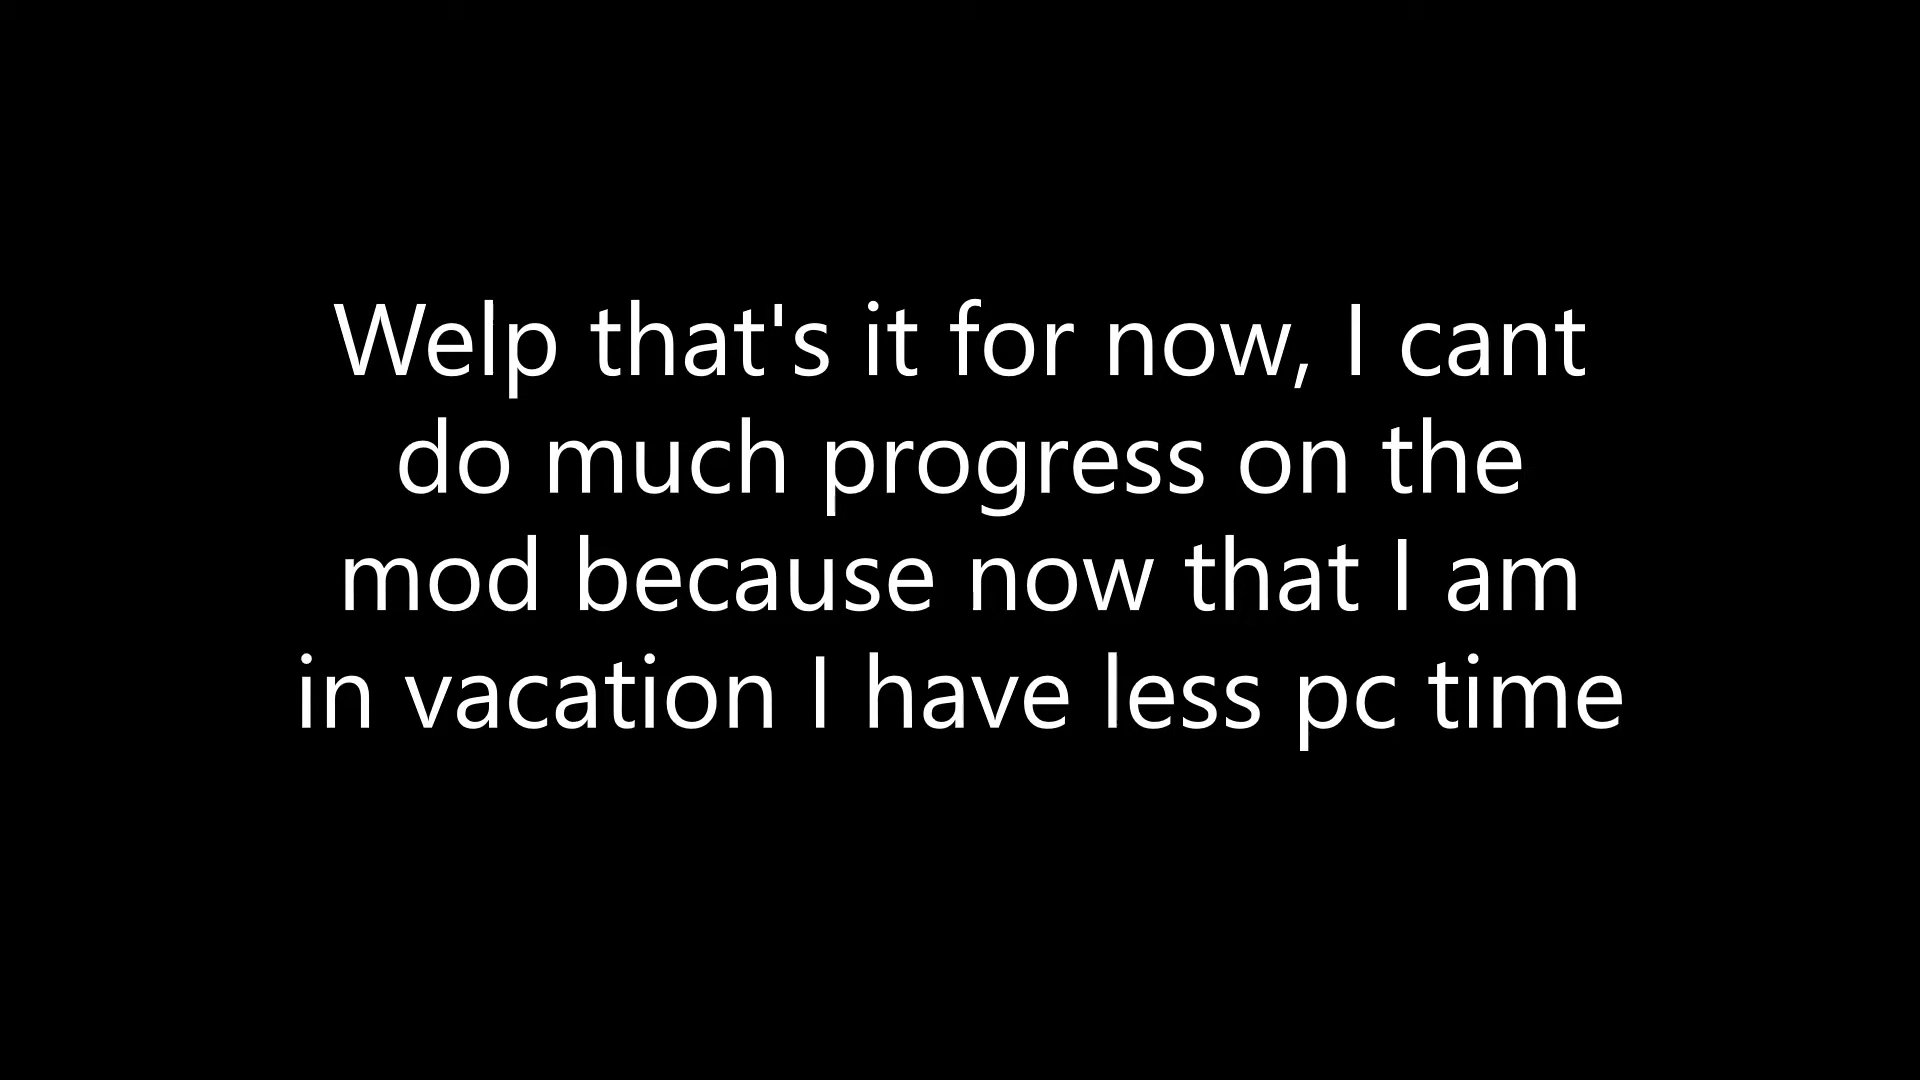 Welp that's it for now, I cant
do much progress on the
mod because now that I am
in vacation I have less pc time